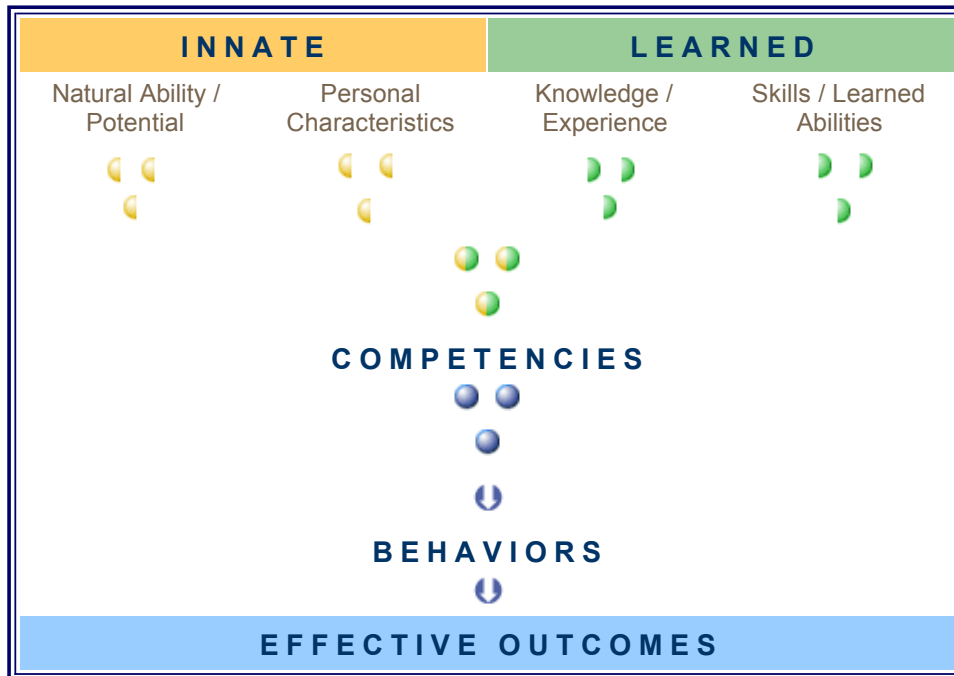 INNATE
LEARNED
Natural Ability /
Potential
Personal
Characteristics
Knowledge /
Experience
Skills / Learned
Abilities
COMPETENCIES
BEHAVIORS
EFFECTIVE OUTCOMES